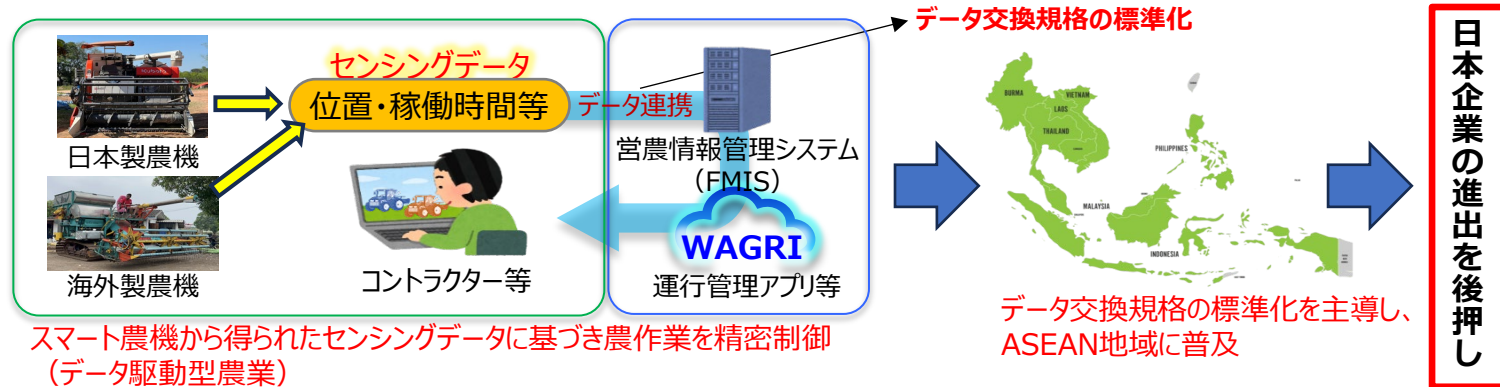 データ交換規格の標準化
センシングデータ
位置・稼働時間等
データ連携
日本製農機
海外製農機
コントラクター等
営農情報管理システム
（FMIS）
WAGRI
運行管理アプリ等
スマート農機から得られたセンシングデータに基づき農作業を精密制御
（データ駆動型農業）
BURMA
LAOS
VIETNAM
THAILAND
PHILIPPINES
MALAYSIA
INDONESIA
データ交換規格の標準化を主導し、
ASEAN地域に普及
日本企業の進出を後押し